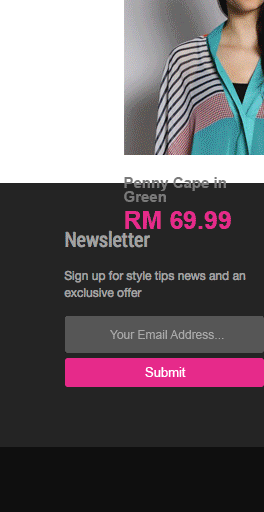 Penny Cape in
Green
RM 69.99
Newsletter
Sign up for style tips news and an
exclusive offer
Your Email Address...
Submit